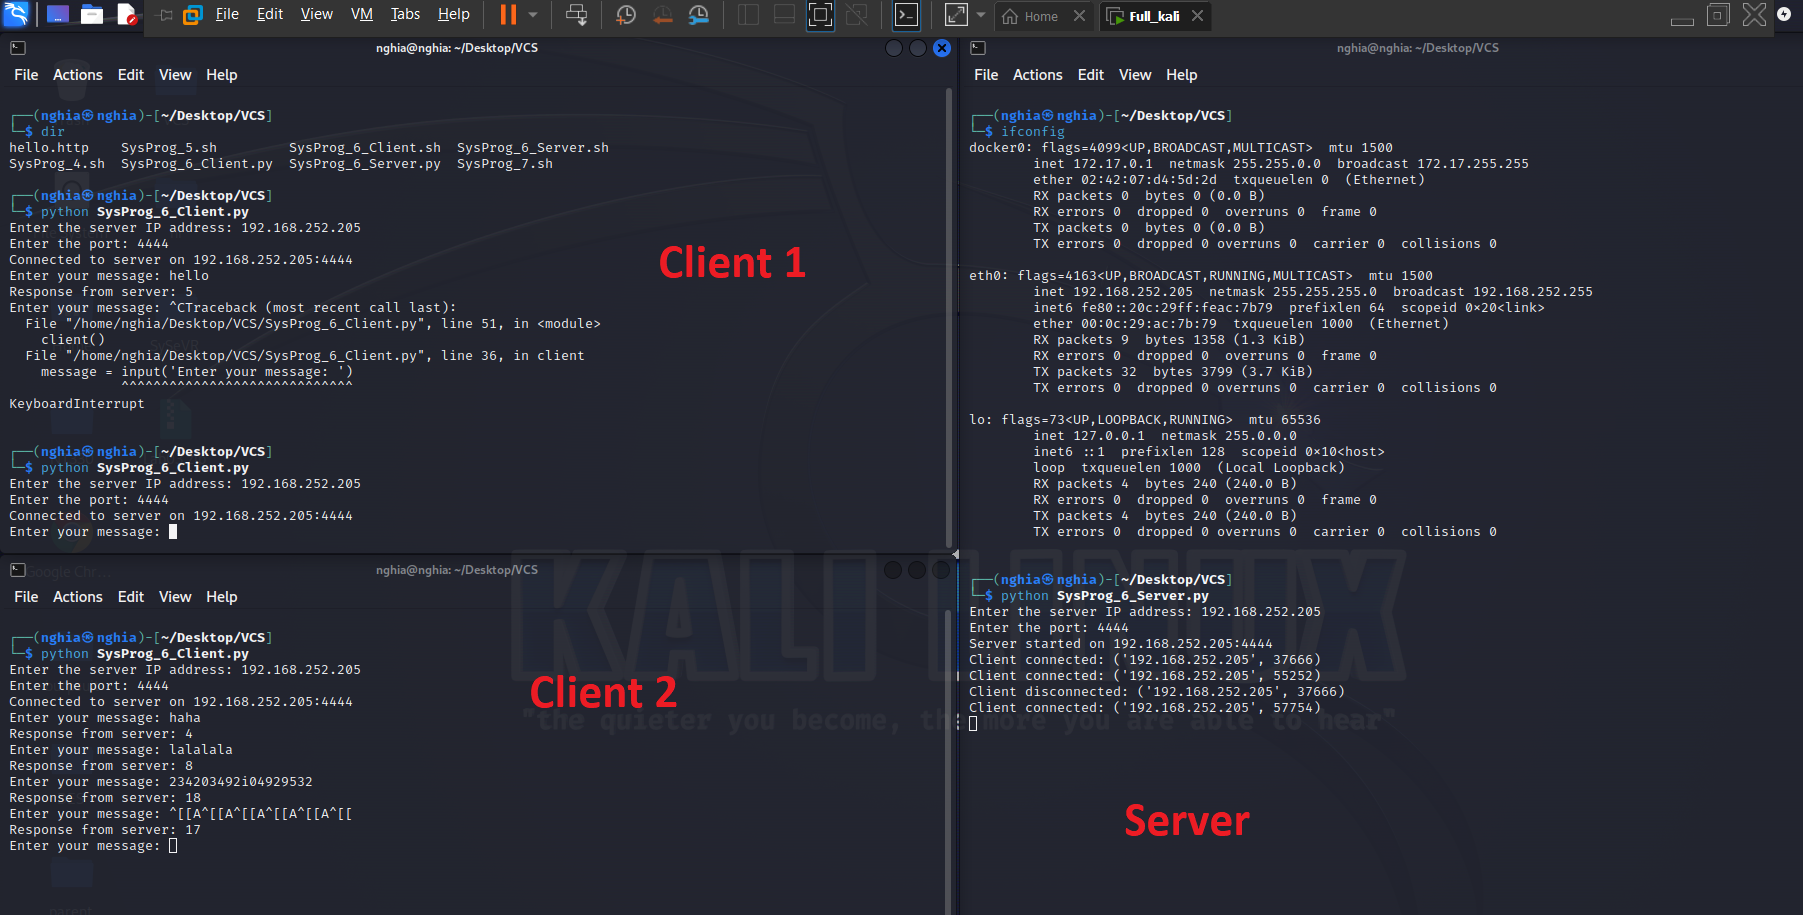 File Edit View VM Tabs Help Home Full_kali
nghia@nghia: ~/Desktop/VCS
File Actions Edit View Help
┌──(nghia㉿nghia)-[~/Desktop/VCS]
└─$ dir
hello.http SysProg_5.sh SysProg_6_Client.sh SysProg_6_Server.sh
SysProg_4.sh SysProg_6_Client.py SysProg_6_Server.py SysProg_7.sh
┌──(nghia㉿nghia)-[~/Desktop/VCS]
└─$ python SysProg_6_Client.py
Enter the server IP address: 192.168.252.205
Enter the port: 4444
Connected to server on 192.168.252.205:4444
Enter your message: hello
Response from server: 5
Enter your message: ^CTraceback (most recent call last):
File "/home/nghia/Desktop/VCS/SysProg_6_Client.py", line 51, in <module>
client()
File "/home/nghia/Desktop/VCS/SysProg_6_Client.py", line 36, in client
message = input('Enter your message: ')
^^^^^^^^^^^^^^^^^^^^^^^^^^^^^
KeyboardInterrupt
┌──(nghia㉿nghia)-[~/Desktop/VCS]
└─$ python SysProg_6_Client.py
Enter the server IP address: 192.168.252.205
Enter the port: 4444
Connected to server on 192.168.252.205:4444
Enter your message:
Client 1
nghia@nghia: ~/Desktop/VCS
File Actions Edit View Help
┌──(nghia㉿nghia)-[~/Desktop/VCS]
└─$ python SysProg_6_Client.py
Enter the server IP address: 192.168.252.205
Enter the port: 4444
Connected to server on 192.168.252.205:4444
Enter your message: haha
Response from server: 4
Enter your message: lalalala
Response from server: 8
Enter your message: 234203492i04929532
Response from server: 18
Enter your message: ^[[A^[[A^[[A^[[A^[[A^[[
Response from server: 17
Enter your message:
Client 2
nghia@nghia: ~/Desktop/VCS
File Actions Edit View Help
┌──(nghia㉿nghia)-[~/Desktop/VCS]
└─$ ifconfig
docker0: flags=4099<UP,BROADCAST,MULTICAST> mtu 1500
inet 172.17.0.1 netmask 255.255.0.0 broadcast 172.17.255.255
ether 02:42:07:d4:5d:2d txqueuelen 0 (Ethernet)
RX packets 0 bytes 0 (0.0 B)
RX errors 0 dropped 0 overruns 0 frame 0
TX packets 0 bytes 0 (0.0 B)
TX errors 0 dropped 0 overruns 0 carrier 0 collisions 0
eth0: flags=4163<UP,BROADCAST,RUNNING,MULTICAST> mtu 1500
inet 192.168.252.205 netmask 255.255.255.0 broadcast 192.168.252.255
inet6 fe80::20c:29ff:feac:7b79 prefixlen 64 scopeid 0x20<link>
ether 00:0c:29:ac:7b:79 txqueuelen 1000 (Ethernet)
RX packets 9 bytes 1358 (1.3 KiB)
RX errors 0 dropped 0 overruns 0 frame 0
TX packets 32 bytes 3799 (3.7 KiB)
TX errors 0 dropped 0 overruns 0 carrier 0 collisions 0
lo: flags=73<UP,LOOPBACK,RUNNING> mtu 65536
inet 127.0.0.1 netmask 255.0.0.0
inet6 ::1 prefixlen 128 scopeid 0x10<host>
loop txqueuelen 1000 (Local Loopback)
RX packets 4 bytes 240 (240.0 B)
RX errors 0 dropped 0 overruns 0 frame 0
TX packets 4 bytes 240 (240.0 B)
TX errors 0 dropped 0 overruns 0 carrier 0 collisions 0
┌──(nghia㉿nghia)-[~/Desktop/VCS]
└─$ python SysProg_6_Server.py
Enter the server IP address: 192.168.252.205
Enter the port: 4444
Server started on 192.168.252.205:4444
Client connected: ('192.168.252.205', 37666)
Client connected: ('192.168.252.205', 55252)
Client disconnected: ('192.168.252.205', 37666)
Client connected: ('192.168.252.205', 57754)
Server
KALI LINUX
"the quieter you become, the more you are able to hear"
Google Chr...